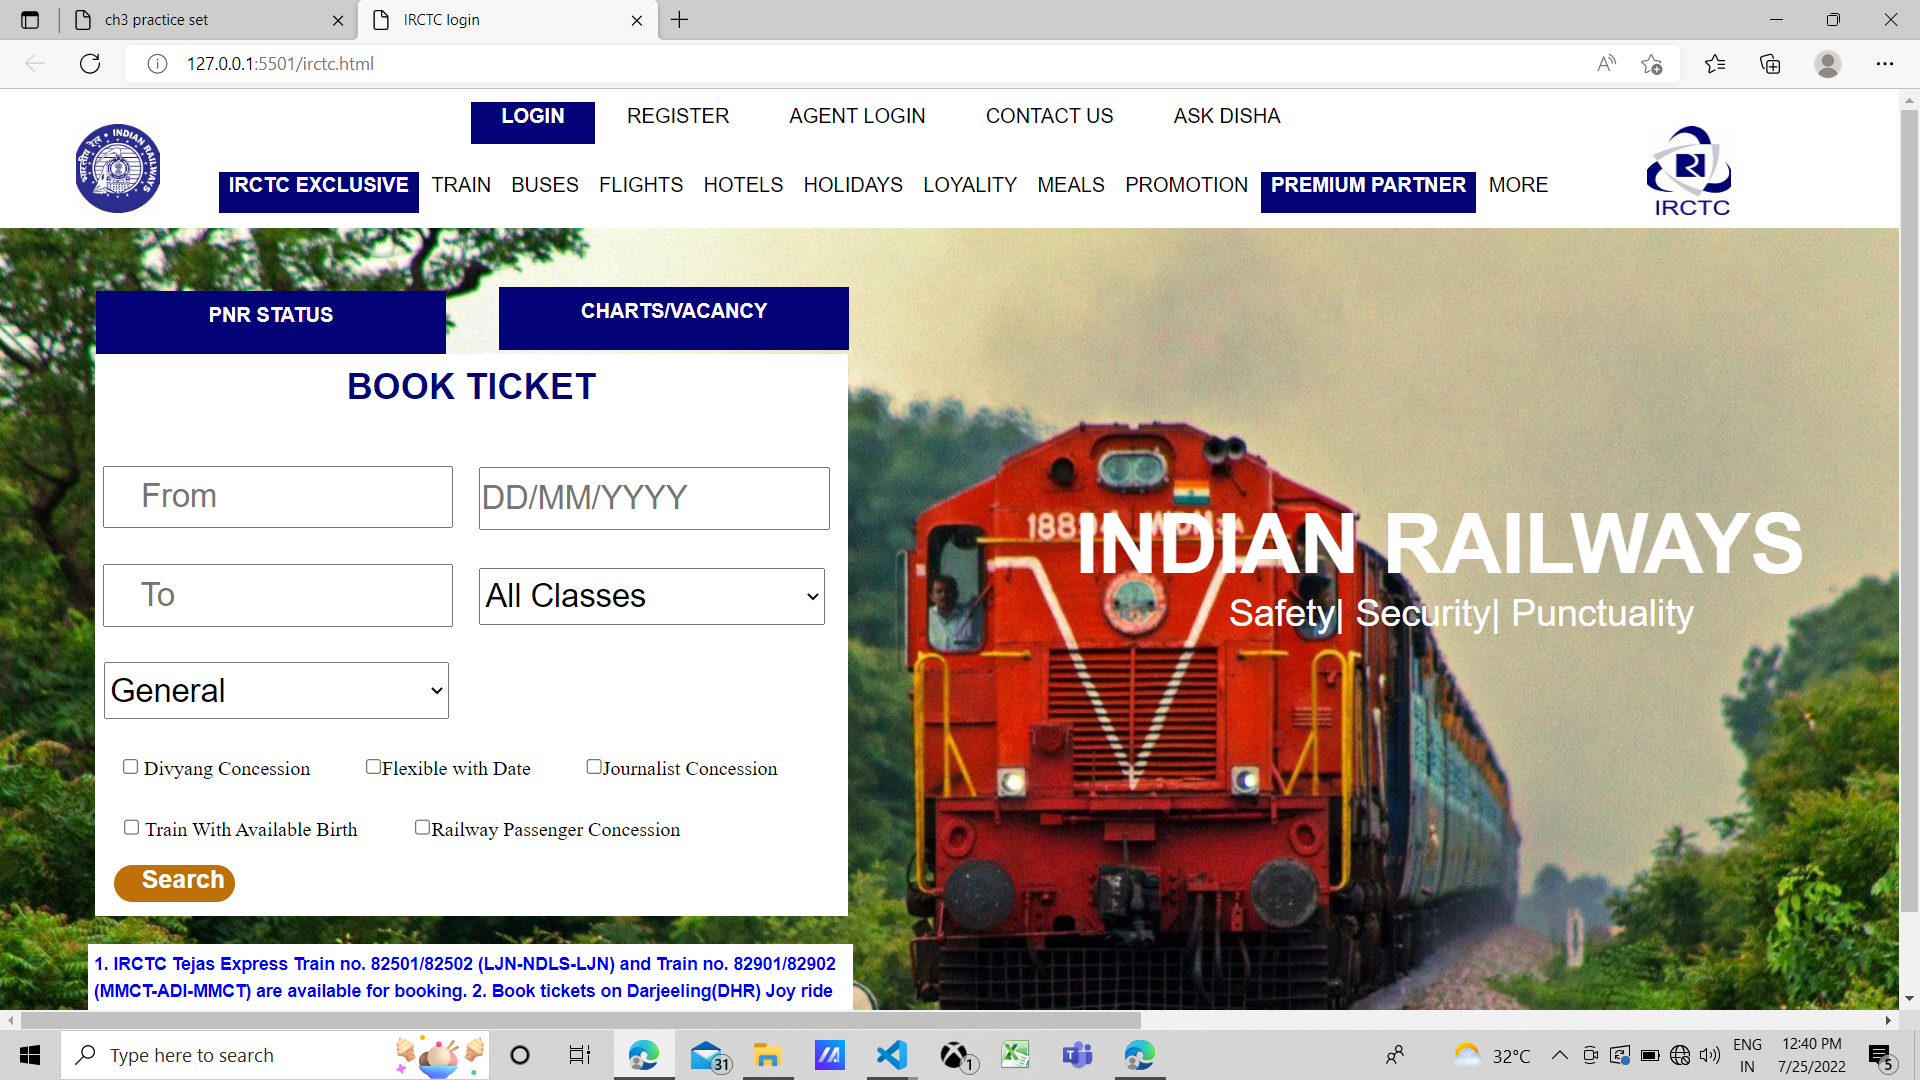 ch3 practice set
IRCTC login
127.0.0.1:5501/irctc.html
LOGIN REGISTER AGENT LOGIN CONTACT US ASK DISHA
INDIAN RAILWAYS
भारतीय रेल
IRCTC EXCLUSIVE TRAIN BUSES FLIGHTS HOTELS HOLIDAYS LOYALITY MEALS PROMOTION PREMIUM PARTNER MORE
IRCTC
PNR STATUS
CHARTS/VACANCY
BOOK TICKET
From
DD/MM/YYYY
To
All Classes
General
Divyang Concession Flexible with Date Journalist Concession
Train With Available Birth Railway Passenger Concession
Search
INDIAN RAILWAYS
Safety| Security| Punctuality
1. IRCTC Tejas Express Train no. 82501/82502 (LJN-NDLS-LJN) and Train no. 82901/82902
(MMCT-ADI-MMCT) are available for booking. 2. Book tickets on Darjeeling(DHR) Joy ride
Type here to search
31
1
32°C
ENG
IN
12:40 PM
7/25/2022
5